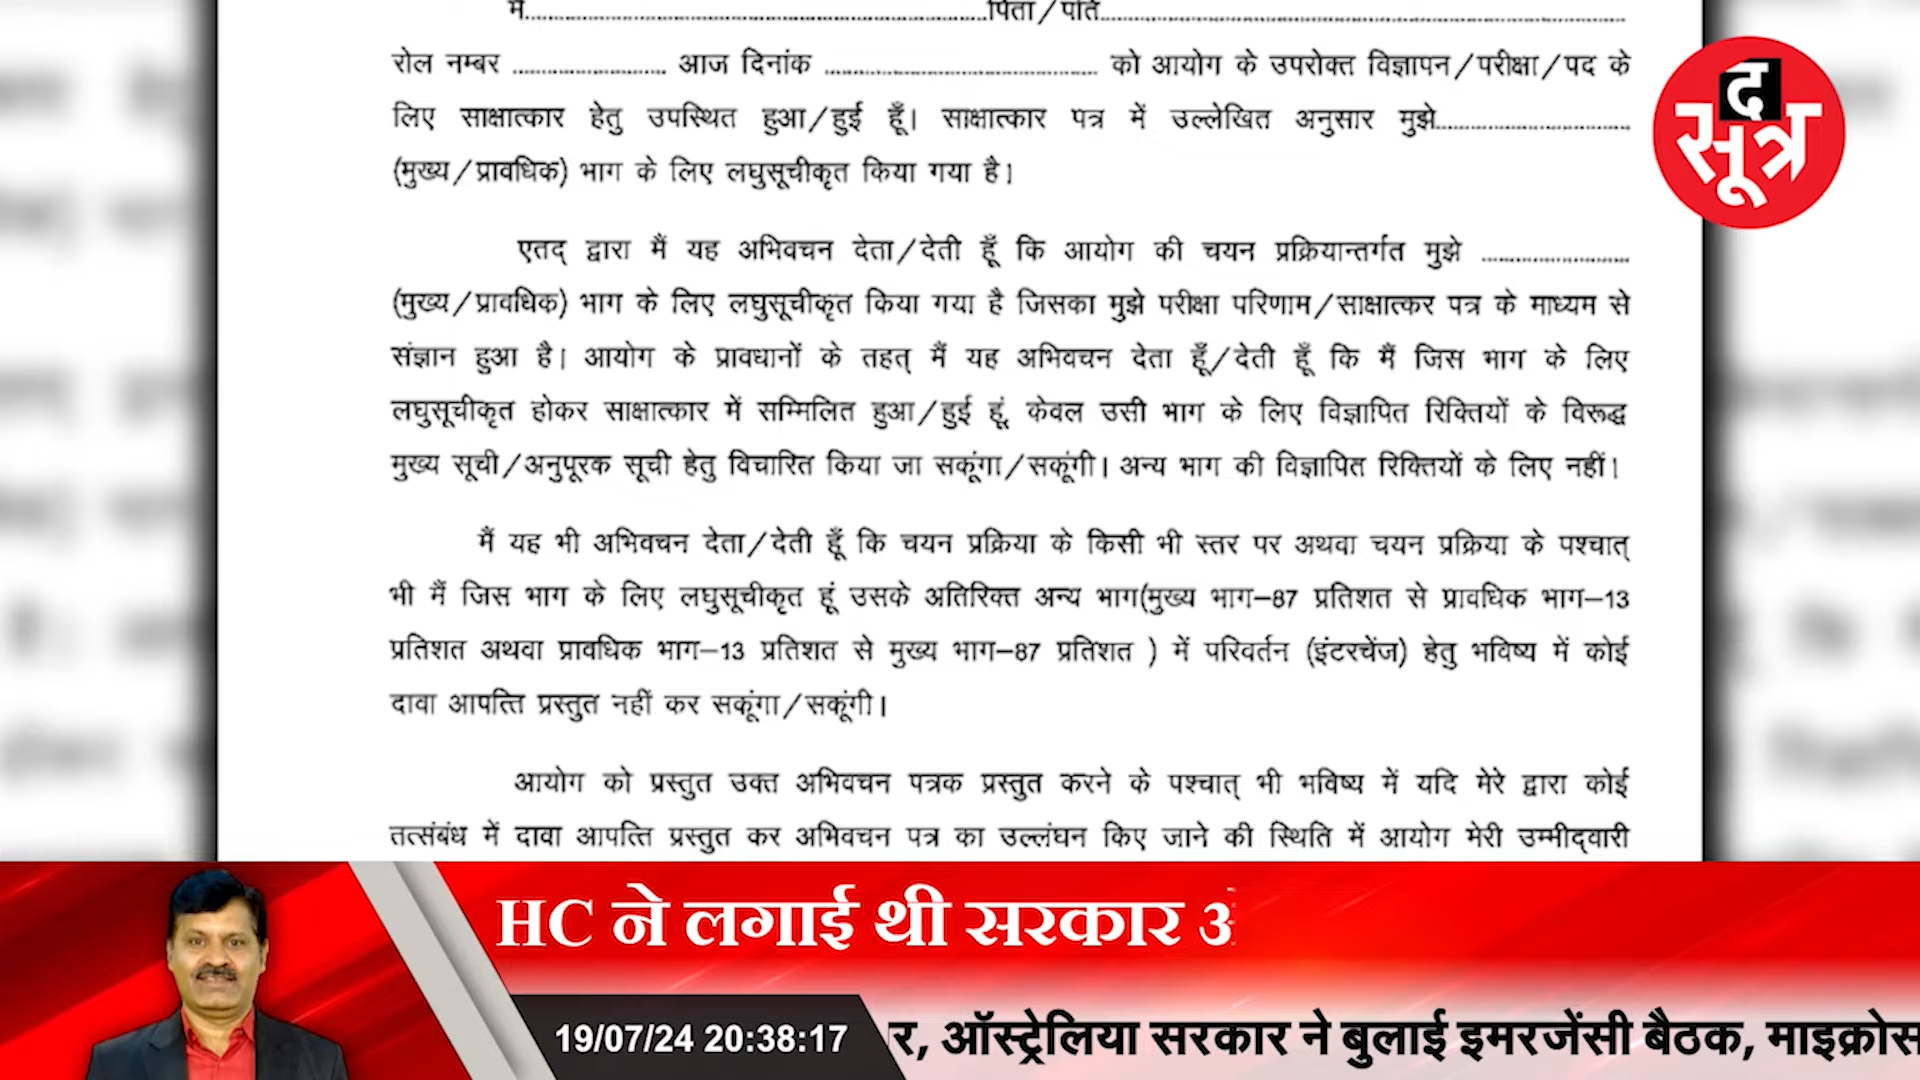 मैं..........................................पिता/पति..........................................
रोल नम्बर ...................... आज दिनांक ...................................... को आयोग के उपरोक्त विज्ञापन/परीक्षा/पद के
लिए साक्षात्कार हेतु उपस्थित हुआ/हुई हूँ। साक्षात्कार पत्र में उल्लेखित अनुसार मुझे............................
(मुख्य/प्रावधिक) भाग के लिए लघुसूचीकृत किया गया है।
एतद् द्वारा मैं यह अभिवचन देता/देती हूँ कि आयोग की चयन प्रक्रियान्तर्गत मुझे .....................
(मुख्य/प्रावधिक) भाग के लिए लघुसूचीकृत किया गया है जिसका मुझे परीक्षा परिणाम/साक्षात्कर पत्र के माध्यम से
संज्ञान हुआ है। आयोग के प्रावधानों के तहत् मैं यह अभिवचन देता हूँ/देती हूँ कि मैं जिस भाग के लिए
लघुसूचीकृत होकर साक्षात्कार में सम्मिलित हुआ/हुई हूं, केवल उसी भाग के लिए विज्ञापित रिक्तियों के विरूद्ध
मुख्य सूची/अनुपूरक सूची हेतु विचारित किया जा सकूंगा/सकूंगी। अन्य भाग की विज्ञापित रिक्तियों के लिए नहीं।
मैं यह भी अभिवचन देता/देती हूँ कि चयन प्रक्रिया के किसी भी स्तर पर अथवा चयन प्रक्रिया के पश्चात्
भी मैं जिस भाग के लिए लघुसूचीकृत हूं उसके अतिरिक्त अन्य भाग(मुख्य भाग–87 प्रतिशत से प्रावधिक भाग–13
प्रतिशत अथवा प्रावधिक भाग–13 प्रतिशत से मुख्य भाग–87 प्रतिशत ) में परिवर्तन (इंटरचेंज) हेतु भविष्य में कोई
दावा आपत्ति प्रस्तुत नहीं कर सकूंगा/सकूंगी।
आयोग को प्रस्तुत उक्त अभिवचन पत्रक प्रस्तुत करने के पश्चात् भी भविष्य में यदि मेरे द्वारा कोई
तत्संबंध में दावा आपत्ति प्रस्तुत कर अभिवचन पत्र का उल्लंघन किए जाने की स्थिति में आयोग मेरी उम्मीद्वारी
द
सूत्र
HC ने लगाई थी सरकार
19/07/24 20:38:17
र, ऑस्ट्रेलिया सरकार ने बुलाई इमरजेंसी बैठक, माइक्रोस